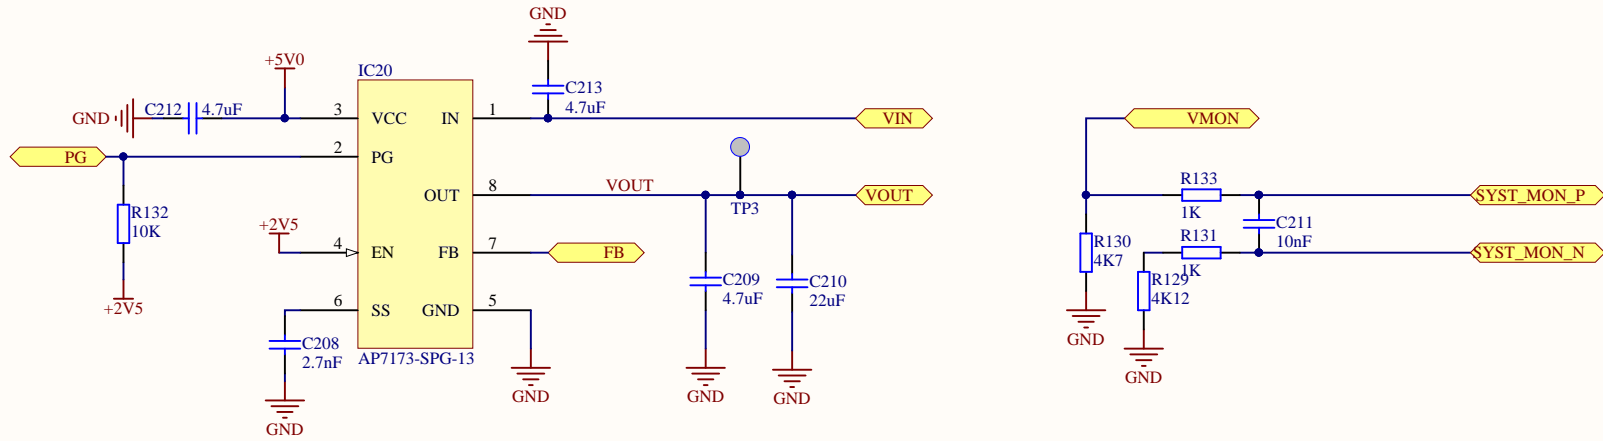 GND
+5V0
IC20
C212 4.7uF
GND
3 VCC IN 1
C213
4.7uF
VIN
VMON
PG
2 PG
OUT 8
VOUT
TP3
VOUT
R132
10K
+2V5
+2V5
4 EN FB 7
FB
6 SS GND 5
C208
2.7nF
GND
AP7173-SPG-13
GND
C209
4.7uF
GND
C210
22uF
GND
R133
1K
SYST_MON_P
C211
10nF
R131
1K
SYST_MON_N
R130
4K7
GND
R129
4K12
GND